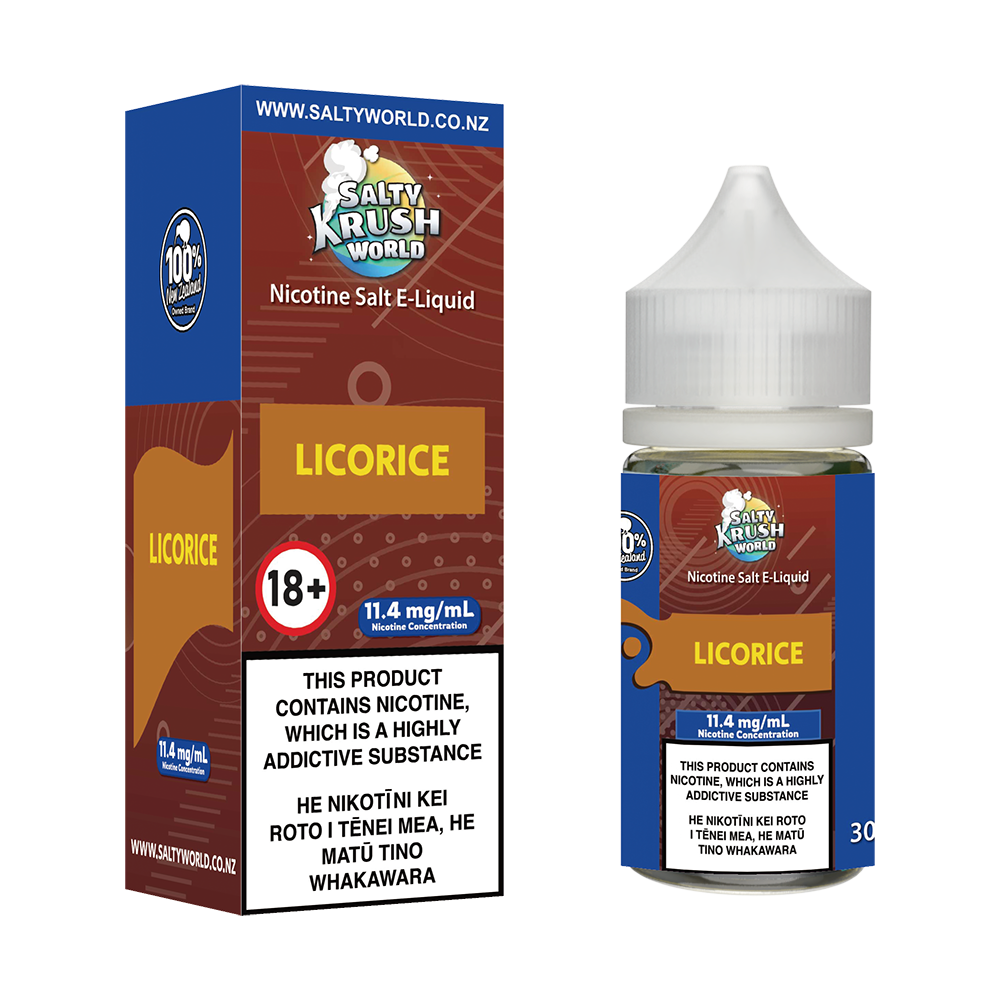 WWW.SALTYWORLD.CO.NZ
SALTY
KRUSH
WORLD
Nicotine Salt E-Liquid
100%
New Zealand
Owned Brand
LICORICE
LICORICE
18+
11.4 mg/mL
Nicotine Concentration
11.4 mg/mL
Nicotine Concentration
WWW.SALTYWORLD.CO.NZ
THIS PRODUCT
CONTAINS NICOTINE,
WHICH IS A HIGHLY
ADDICTIVE SUBSTANCE
HE NIKOTĪNI KEI
ROTO I TĒNEI MEA, HE
MATŪ TINO
WHAKAWARA
SALTY
KRUSH
WORLD
Nicotine Salt E-Liquid
0%
ealand
d Brand
LICORICE
11.4 mg/mL
Nicotine Concentration
THIS PRODUCT CONTAINS
NICOTINE, WHICH IS A HIGHLY
ADDICTIVE SUBSTANCE
HE NIKOTĪNI KEI ROTO
I TĒNEI MEA, HE MATŪ
TINO WHAKAWARA
30